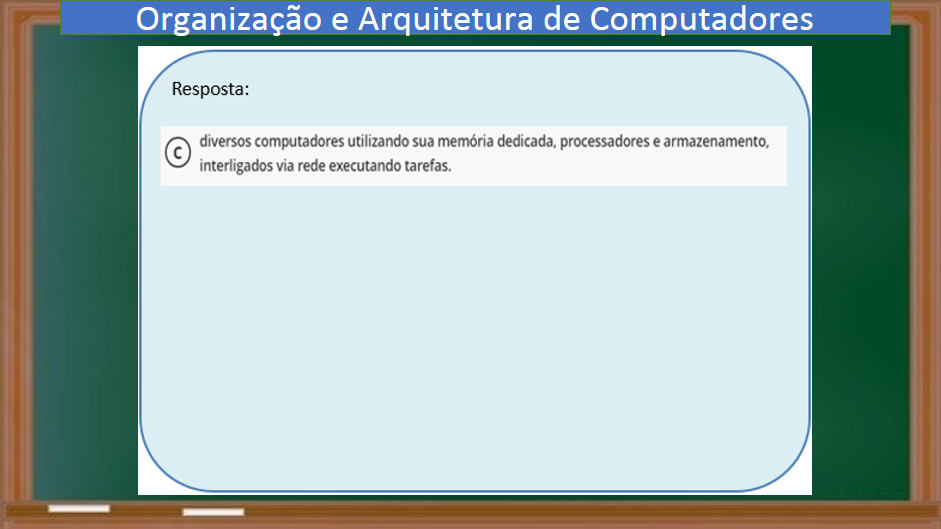 Organização e Arquitetura de Computadores
Resposta:
C diversos computadores utilizando sua memória dedicada, processadores e armazenamento,
interligados via rede executando tarefas.